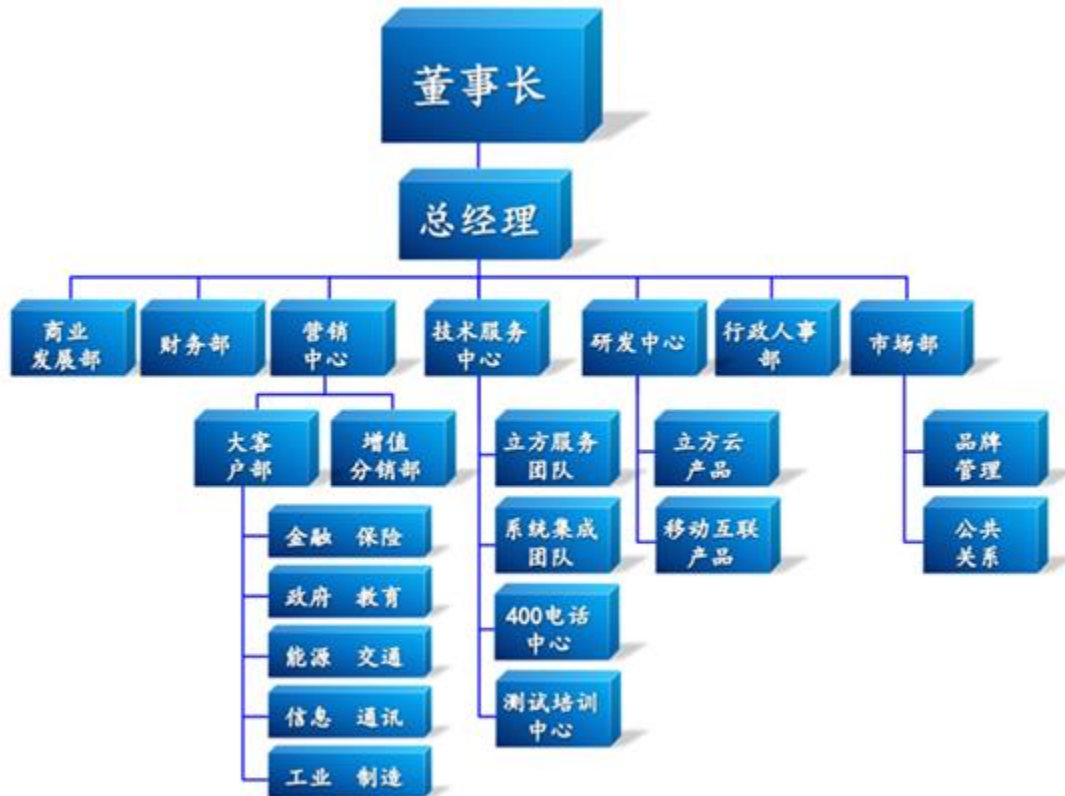 董事长
总经理
商业
发展部
财务部
营销
中心
技术服务
中心
研发中心
行政人事
部
市场部
大客
户部
增值
分销部
立方服务
团队
立方云
产品
品牌
管理
金融 保险
系统集成
团队
移动互联
产品
公共
关系
政府 教育
400电话
中心
能源 交通
信息 通讯
测试培训
中心
工业 制造